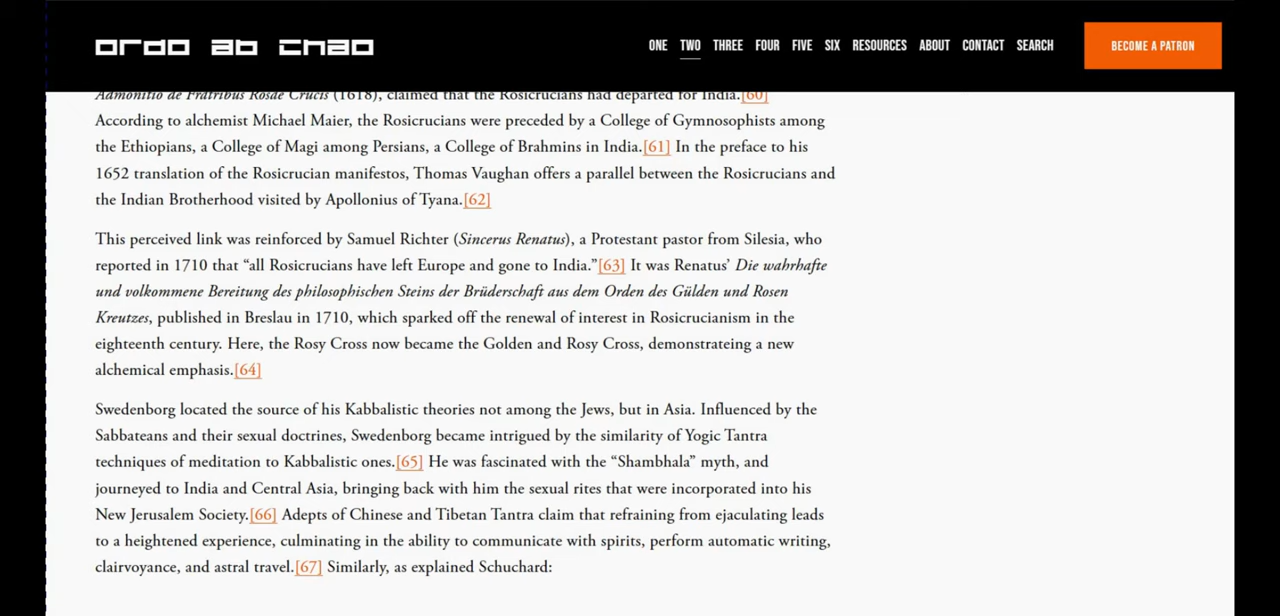 ordo ab chao
ONE TWO THREE FOUR FIVE SIX RESOURCES ABOUT CONTACT SEARCH
BECOME A PATRON
Admonitio de Fratribus Rosae Crucis (1618), claimed that the Rosicrucians had departed for India.[60]
According to alchemist Michael Maier, the Rosicrucians were preceded by a College of Gymnosophists among
the Ethiopians, a College of Magi among Persians, a College of Brahmins in India.[61] In the preface to his
1652 translation of the Rosicrucian manifestos, Thomas Vaughan offers a parallel between the Rosicrucians and
the Indian Brotherhood visited by Apollonius of Tyana.[62]
This perceived link was reinforced by Samuel Richter (Sincerus Renatus), a Protestant pastor from Silesia, who
reported in 1710 that “all Rosicrucians have left Europe and gone to India.”[63] It was Renatus’ Die wahrhafte
und volkommene Bereitung des philosophischen Steins der Brüderschaft aus dem Orden des Gülden und Rosen
Kreutzes, published in Breslau in 1710, which sparked off the renewal of interest in Rosicrucianism in the
eighteenth century. Here, the Rosy Cross now became the Golden and Rosy Cross, demonstrateing a new
alchemical emphasis.[64]
Swedenborg located the source of his Kabbalistic theories not among the Jews, but in Asia. Influenced by the
Sabbateans and their sexual doctrines, Swedenborg became intrigued by the similarity of Yogic Tantra
techniques of meditation to Kabbalistic ones.[65] He was fascinated with the “Shambhala” myth, and
journeyed to India and Central Asia, bringing back with him the sexual rites that were incorporated into his
New Jerusalem Society.[66] Adepts of Chinese and Tibetan Tantra claim that refraining from ejaculating leads
to a heightened experience, culminating in the ability to communicate with spirits, perform automatic writing,
clairvoyance, and astral travel.[67] Similarly, as explained Schuchard: